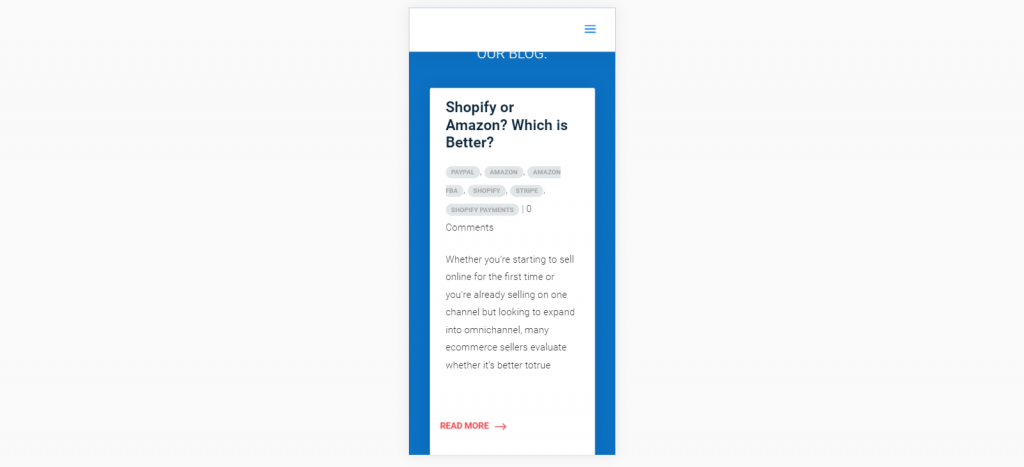 OUR BLOG.
Shopify or
Amazon? Which is
Better?
PAYPAL, AMAZON, AMAZON
FBA, SHOPIFY, STRIPE,
SHOPIFY PAYMENTS | 0
Comments
Whether you're starting to sell
online for the first time or
you're already selling on one
channel but looking to expand
into omnichannel, many
ecommerce sellers evaluate
whether it's better totrue
READ MORE →